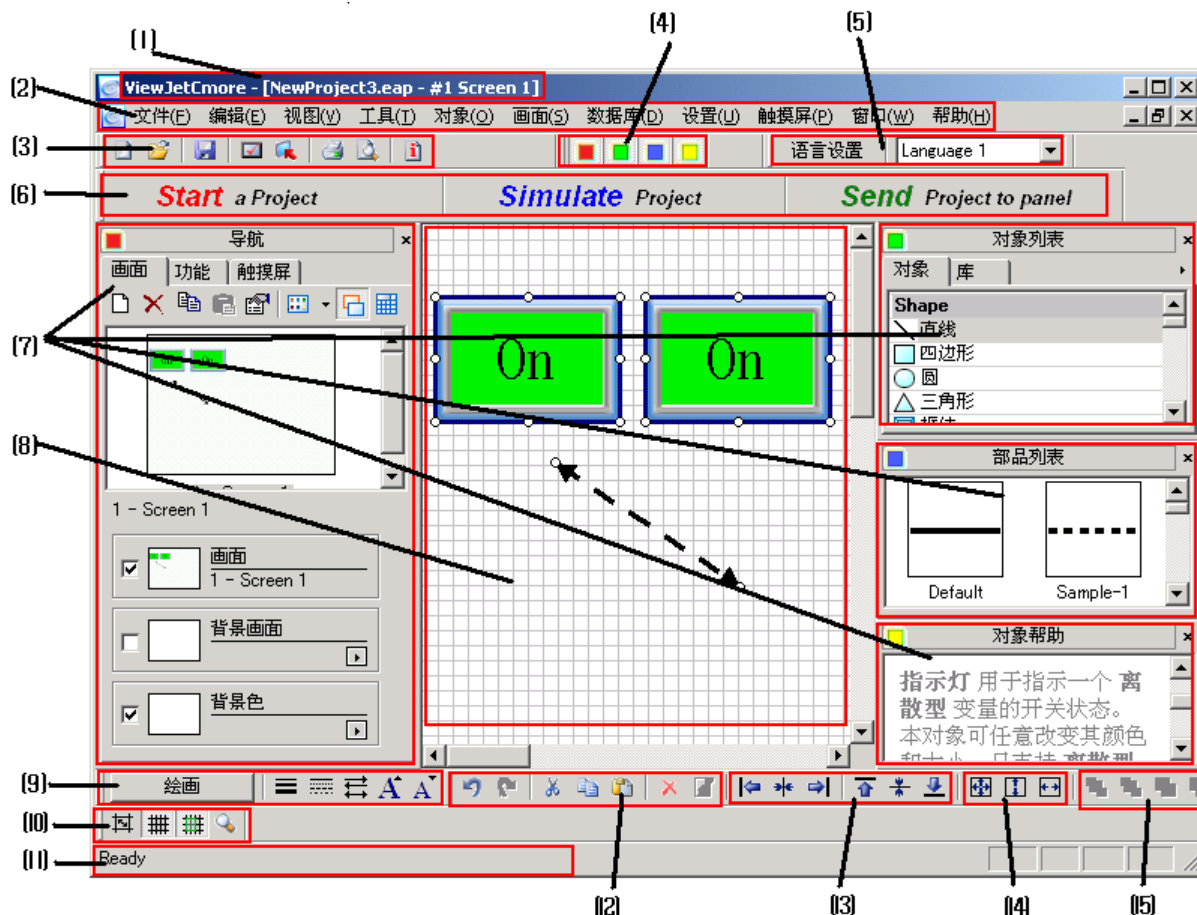 (1)
(4)
(5)
(2)
ViewJetCmore - [NewProject3.eap - #1 Screen 1]
文件(F) 编辑(E) 视图(V) 工具(T) 对象(O) 画面(S) 数据库(D) 设置(U) 触摸屏(P) 窗口(W) 帮助(H)
(3)
语言设置 Language 1
(6)
Start a Project
Simulate Project
Send Project to panel
导航
对象列表
画面 功能 触摸屏
对象 库
Shape
直线
四边形
圆
三角形
(7)
On
On
On
On
(8)
部品列表
Default
Sample-1
1 - Screen 1
画面
1 - Screen 1
背景画面
背景色
对象帮助
指示灯 用于指示一个 离
散型 变量的开关状态。
本对象可任意改变其颜色
(9)
绘画
A A
(10)
(11)
Ready
(12)
(13)
(14)
(15)